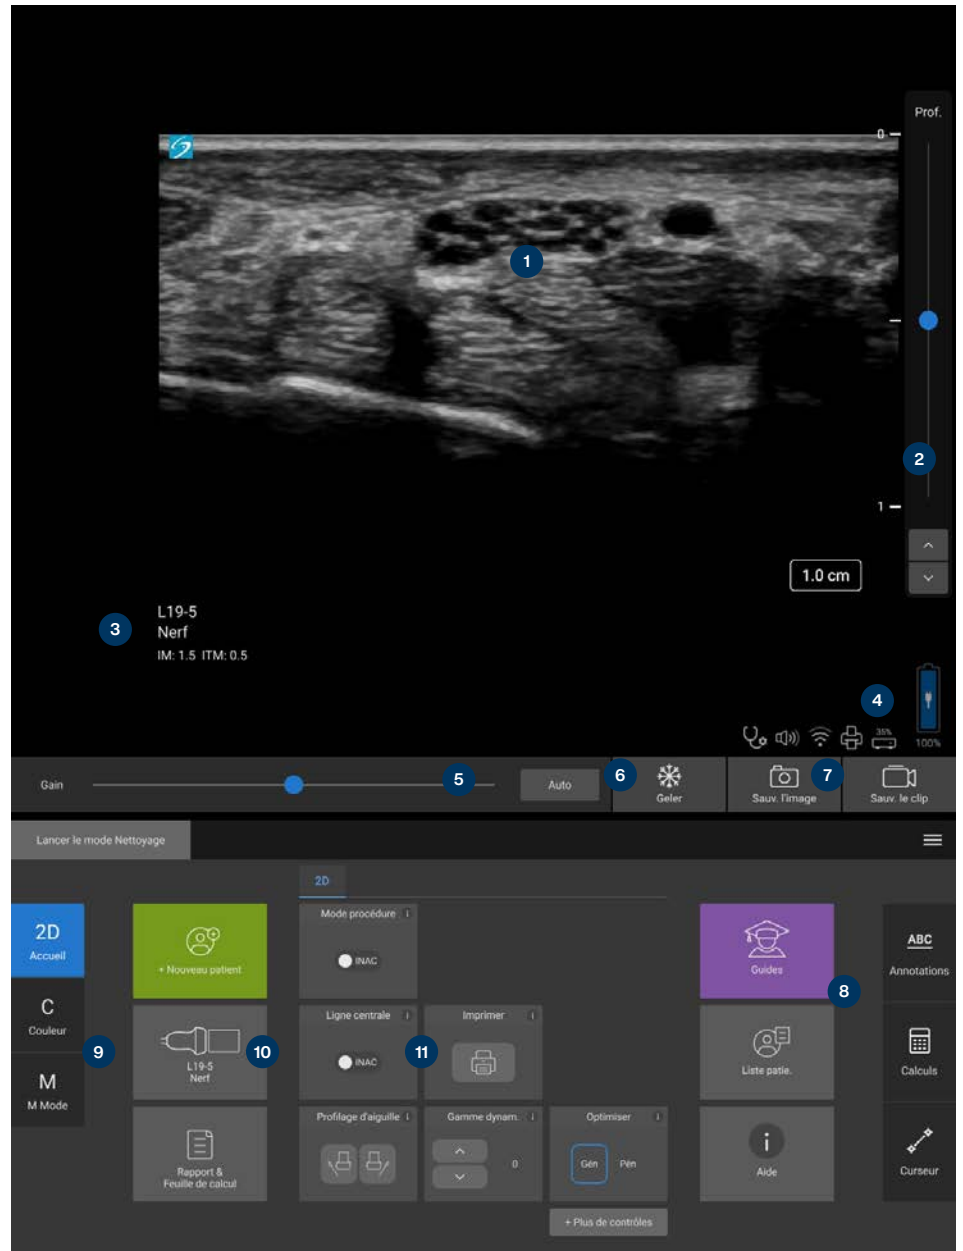 Prof.
0
1
2
1
1.0 cm
L19-5
3
Nerf
IM: 1.5 ITM: 0.5
4
35%
100%
Gain
5
Auto
6
Geler
7
Sauv. l'image
Sauv. le clip
Lancer le mode Nettoyage
2D
2D
Accueil
C
Couleur
9
M
M Mode
+ Nouveau patient
10
L19-5
Nerf
Rapport &
Feuille de calcul
Mode procédure i
INAC
Ligne centrale i
INAC
11
Imprimer i
Profilage d'aiguille i
Gamme dynam. i
0
Optimiser i
Gén Pén
+ Plus de contrôles
Guides
8
Liste patie.
i
Aide
ABC
Annotations
Calculs
Curseur